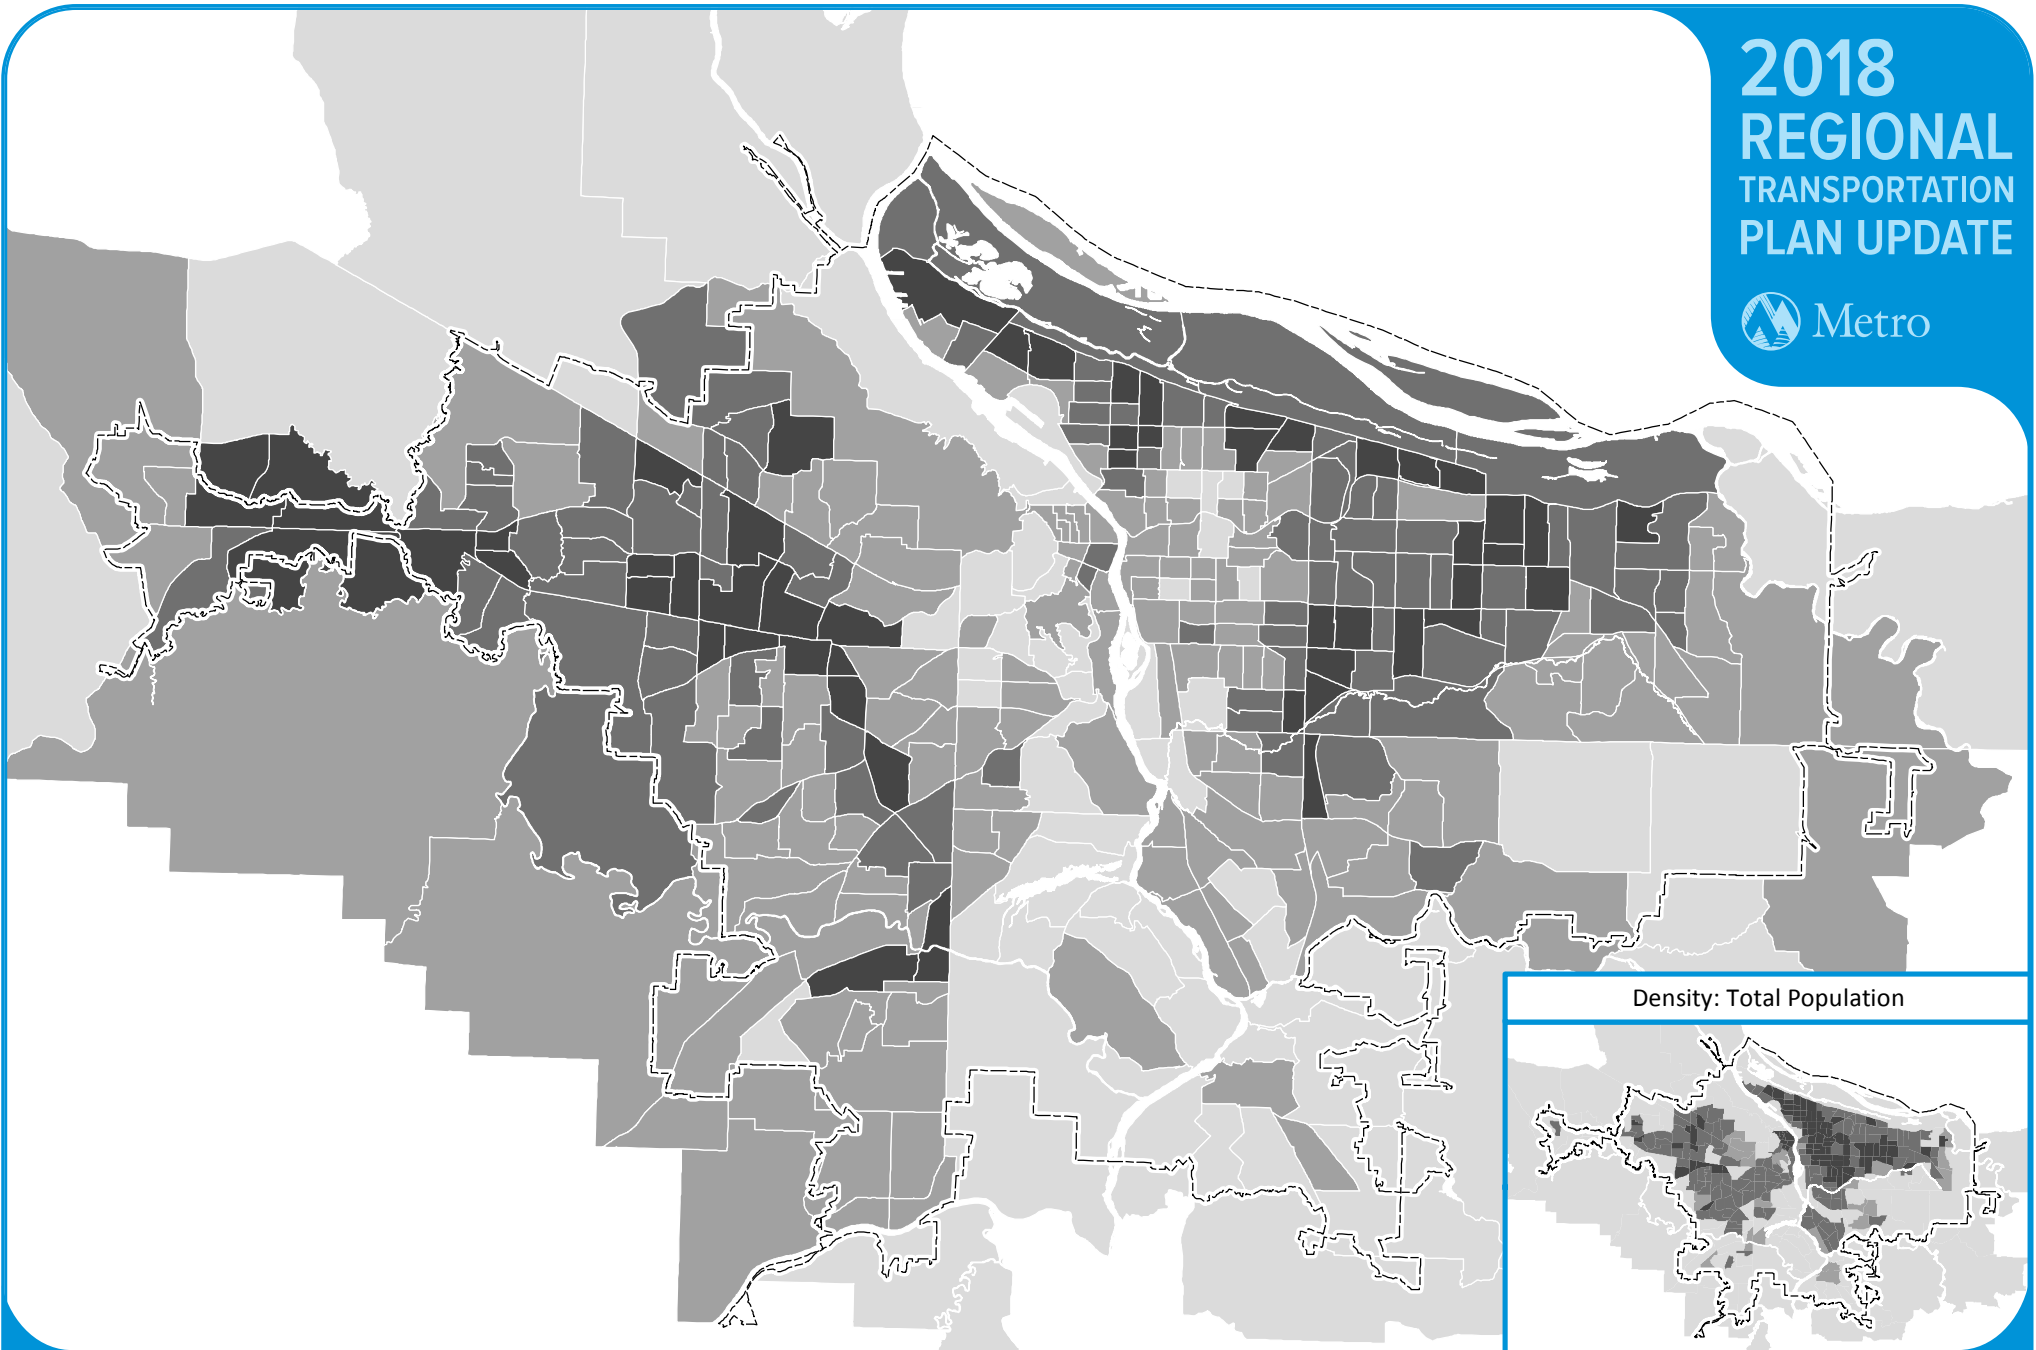 2018
REGIONAL
TRANSPORTATION
PLAN UPDATE
Metro
Density: Total Population